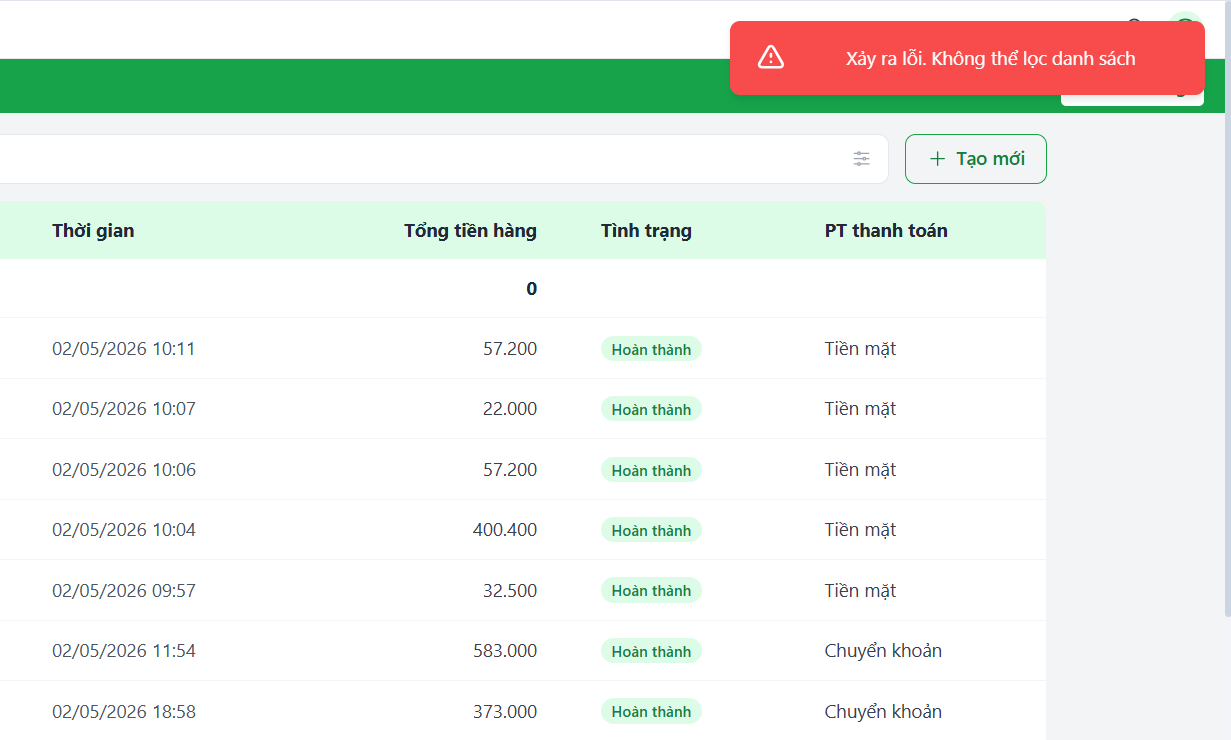 Xảy ra lỗi. Không thể lọc danh sách
Tạo mới
Thời gian Tổng tiền hàng Tình trạng PT thanh toán
0
02/05/2026 10:11 57.200 Hoàn thành Tiền mặt
02/05/2026 10:07 22.000 Hoàn thành Tiền mặt
02/05/2026 10:06 57.200 Hoàn thành Tiền mặt
02/05/2026 10:04 400.400 Hoàn thành Tiền mặt
02/05/2026 09:57 32.500 Hoàn thành Tiền mặt
02/05/2026 11:54 583.000 Hoàn thành Chuyển khoản
02/05/2026 18:58 373.000 Hoàn thành Chuyển khoản